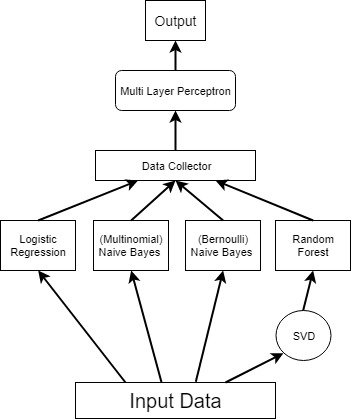 Output
Multi Layer Perceptron
Data Collector
Logistic
Regression
(Multinomial)
Naive Bayes
(Bernoulli)
Naive Bayes
Random
Forest
SVD
Input Data